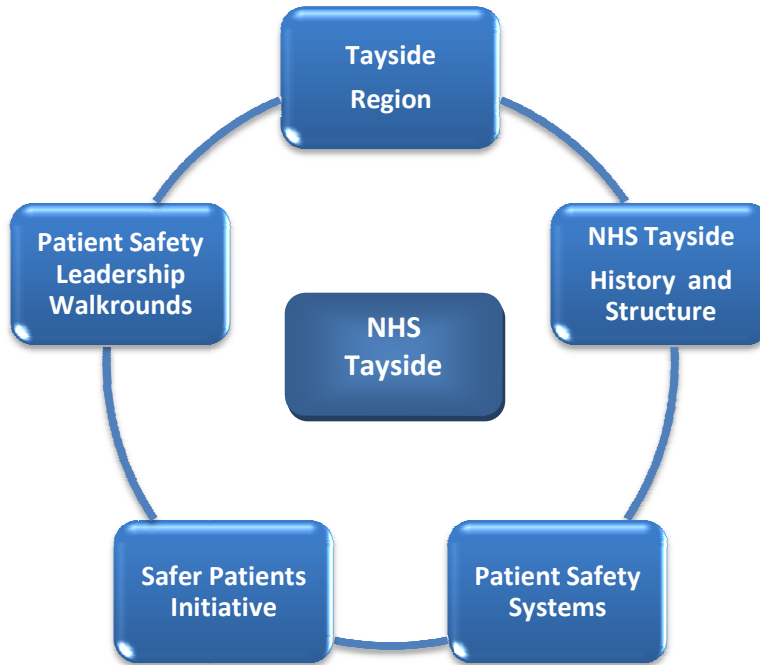 Tayside
Region
NHS Tayside
History and
Structure
Patient Safety
Systems
Safer Patients
Initiative
Patient Safety
Leadership
Walkrounds
NHS
Tayside